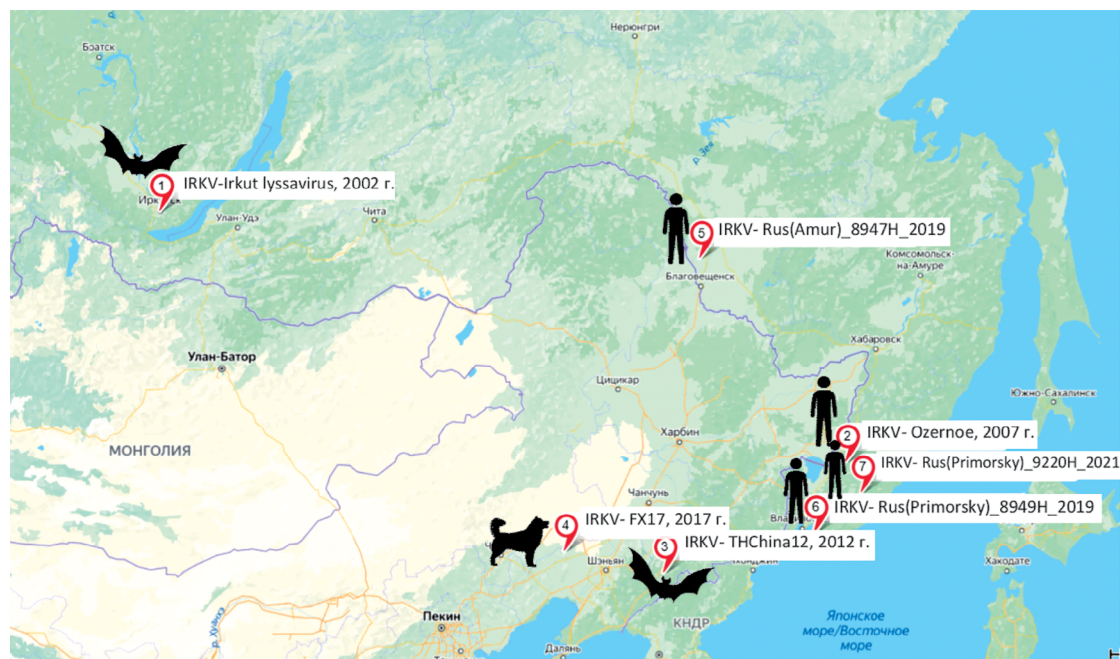 Нерюнгри
Братск
р. Зея
1
IRKV-Irkut lyssavirus, 2002 г.
Улан-Удэ
Чита
5
IRKV- Rus(Amur)_8947H_2019
Комсомольск-
на-Амуре
Благовещенск
Хабаровск
Улан-Батор
Цицикар
Южно-Сахалинск
МОНГОЛИЯ
Харбин
2
IRKV- Ozernoe, 2007 г.
7
IRKV- Rus(Primorsky)_9220H_2021
Чанчунь
6
IRKV- Rus(Primorsky)_8949H_2019
4
IRKV- FX17, 2017 г.
3
IRKV- THChina12, 2012 г.
Шэньян
Хакодате
р. Хуанхэ
Пекин
КНДР
Японское
море/Восточное
море
Далянь